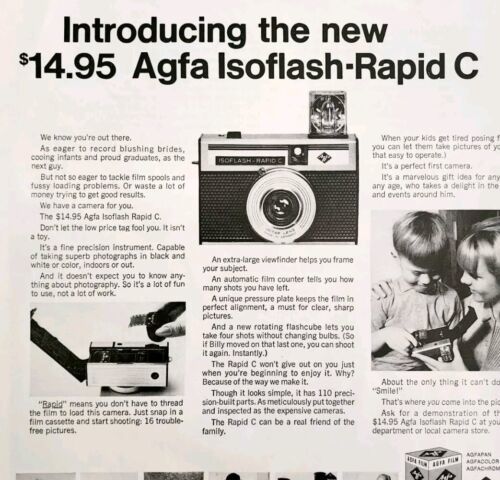 Introducing the new
$14.95 Agfa Isoflash-Rapid C
We know you're out there.
As eager to record blushing brides,
cooing infants and proud graduates, as the
next guy.
But not so eager to tackle film spools and
fussy loading problems. Or waste a lot of
money trying to get good results.
We have a camera for you.
The $14.95 Agfa Isoflash Rapid C.
Don't let the low price tag fool you. It isn't
a toy.
It's a fine precision instrument. Capable
of taking superb photographs in black and
white or color, indoors or out.
And it doesn't expect you to know any-
thing about photography. So it's a lot of fun
to use, not a lot of work.
"Rapid" means you don't have to thread
the film to load this camera. Just snap in a
film cassette and start shooting: 16 trouble-
free pictures.
ISOFLASH-RAPID C
An extra-large viewfinder helps you frame
your subject.
An automatic film counter tells you how
many shots you have left.
A unique pressure plate keeps the film in
perfect alignment, a must for clear, sharp
pictures.
And a new rotating flashcube lets you
take four shots without changing bulbs. (So
if Billy moved on that last one, you can shoot
it again. Instantly.)
The Rapid C won't give out on you just
when you're beginning to enjoy it. Why?
Because of the way we make it.
Though it looks simple, it has 110 preci-
sion-built parts. As meticulously put together
and inspected as the expensive cameras.
The Rapid C can be a real friend of the
family.
When your kids get tired posing f
you can let them take pictures of yo
that easy to operate.)
It's a perfect first camera.
It's a marvelous gift idea for any
any age, who takes a delight in the
and events around him.
About the only thing it can't d
"Smile!"
That's where you come into the pic
Ask for a demonstration of th
$14.95 Agfa Isoflash Rapid C at you
department or local camera store.
AGFA FILM AGFA FILM
AGFAPAN
AGFACOLOR
AGFACHROM